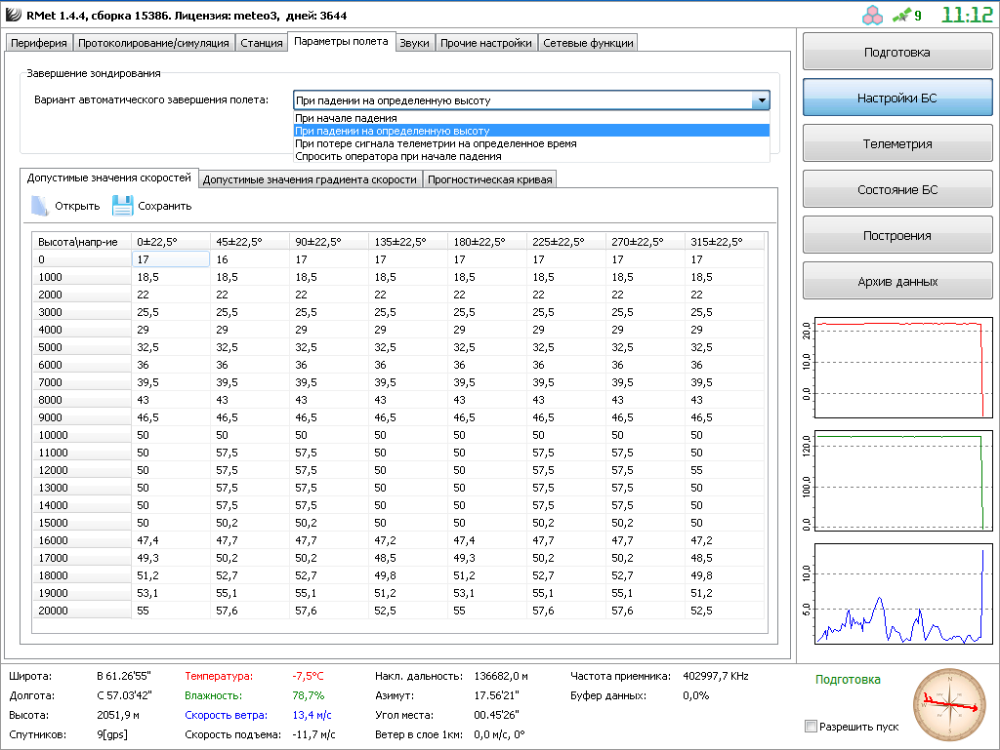 RMet 1.4.4, сборка 15386. Лицензия: meteo3, дней: 3644
9
11:12
Периферия Протоколирование/симуляция Станция Параметры полета Звуки Прочие настройки Сетевые функции
Завершение зондирования
Вариант автоматического завершения полета: При падении на определенную высоту
При начале падения
При падении на определенную высоту
При потере сигнала телеметрии на определенное время
Спросить оператора при начале падения
Допустимые значения скоростей Допустимые значения градиента скорости Прогностическая кривая
Открыть Сохранить
Высота\напр-ие 0±22,5° 45±22,5° 90±22,5° 135±22,5° 180±22,5° 225±22,5° 270±22,5° 315±22,5°
0 17 16 17 17 17 17 17 17
1000 18,5 18,5 18,5 18,5 18,5 18,5 18,5 18,5
2000 22 22 22 22 22 22 22 22
3000 25,5 25,5 25,5 25,5 25,5 25,5 25,5 25,5
4000 29 29 29 29 29 29 29 29
5000 32,5 32,5 32,5 32,5 32,5 32,5 32,5 32,5
6000 36 36 36 36 36 36 36 36
7000 39,5 39,5 39,5 39,5 39,5 39,5 39,5 39,5
8000 43 43 43 43 43 43 43 43
9000 46,5 46,5 46,5 46,5 46,5 46,5 46,5 46,5
10000 50 50 50 50 50 50 50 50
11000 50 57,5 57,5 50 50 57,5 57,5 50
12000 50 57,5 57,5 50 50 57,5 57,5 55
13000 50 57,5 57,5 50 50 57,5 57,5 50
14000 50 57,5 57,5 50 50 57,5 57,5 50
15000 50 50,2 50,2 50 50 50,2 50,2 50
16000 47,4 47,7 47,7 47,2 47,4 47,7 47,7 47,2
17000 49,3 50,2 50,2 48,5 49,3 50,2 50,2 48,5
18000 51,2 52,7 52,7 49,8 51,2 52,7 52,7 49,8
19000 53,1 55,1 55,1 51,2 53,1 55,1 55,1 51,2
20000 55 57,6 57,6 52,5 55 57,6 57,6 52,5
Подготовка
Настройки БС
Телеметрия
Состояние БС
Построения
Архив данных
20,0
10,0
0,0
120,0
100,0
0,0
10,0
5,0
Широта: В 61.26'55" Температура: -7,5°C Накл. дальность: 136682,0 м Частота приемника: 402997,7 KHz
Долгота: С 57.03'42" Влажность: 78,7% Азимут: 17.56'21" Буфер данных: 0,0%
Высота: 2051,9 м Скорость ветра: 13,4 м/с Угол места: 00.45'26"
Спутников: 9[gps] Скорость подъема: -11,7 м/с Ветер в слое 1км: 0,0 м/с, 0°
Подготовка
Разрешить пуск
N
E
S
W